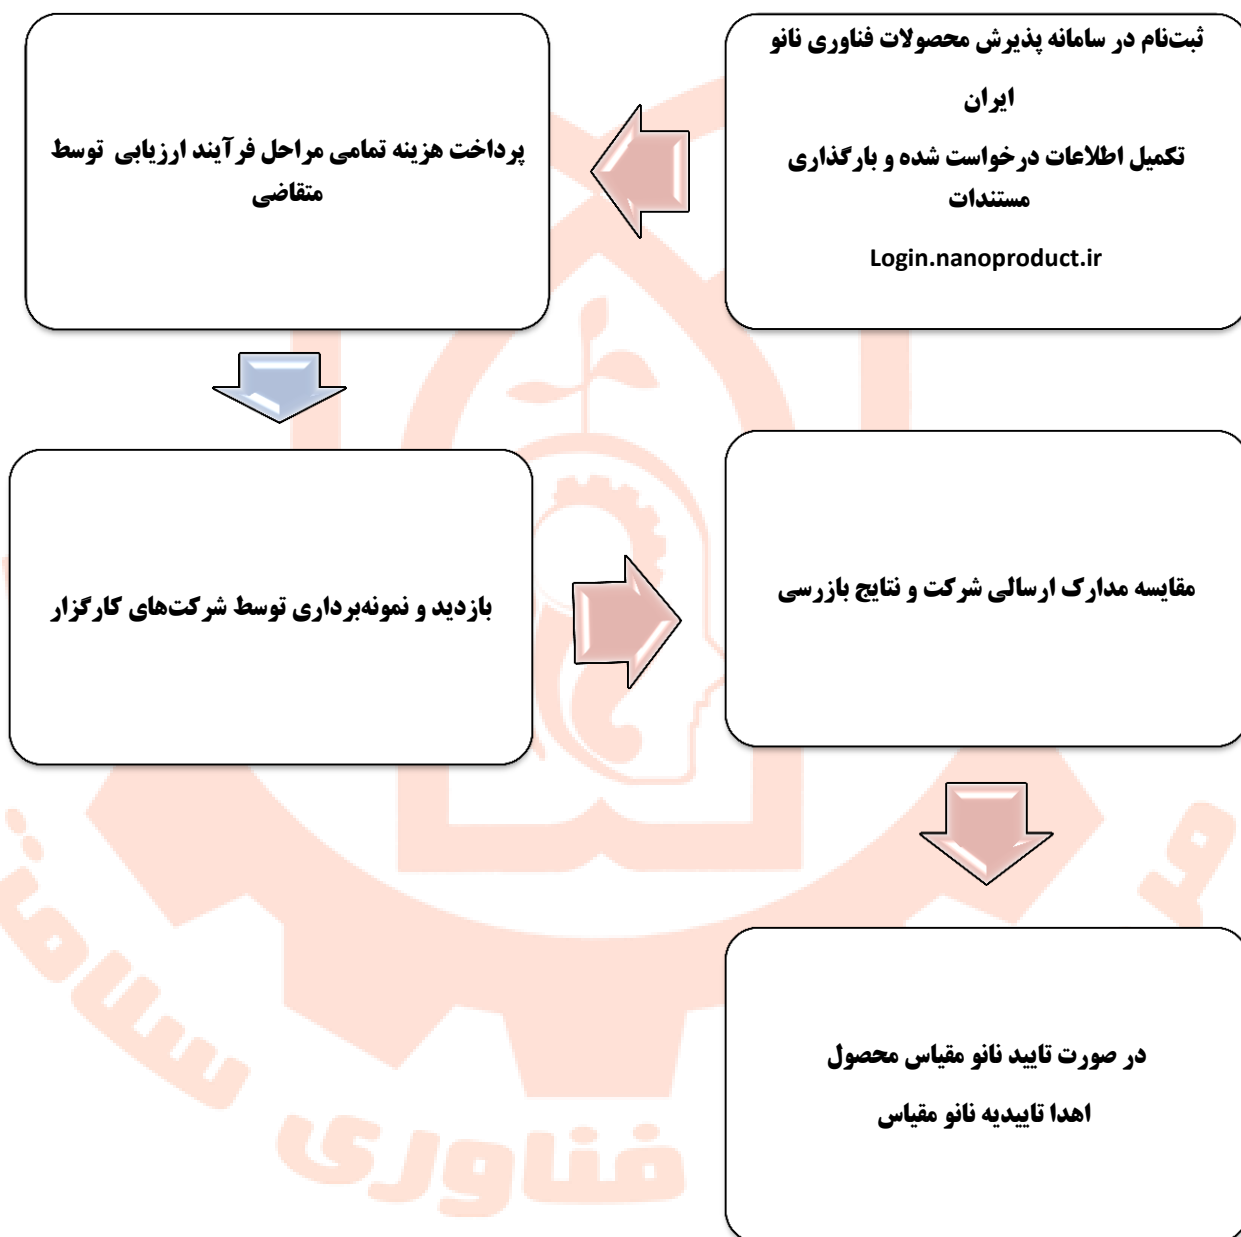 ثبت‌نام در سامانه پذیرش محصولات فناوری نانو
ایران
تکمیل اطلاعات درخواست شده و بارگذاری
مستندات
Login.nanoproduct.ir
پرداخت هزینه تمامی مراحل فرآیند ارزیابی توسط
متقاضی
بازدید و نمونه‌برداری توسط شرکت‌های کارگزار
مقایسه مدارک ارسالی شرکت و نتایج بازرسی
در صورت تایید نانو مقیاس محصول
اهدا تاییدیه نانو مقیاس
فناوری